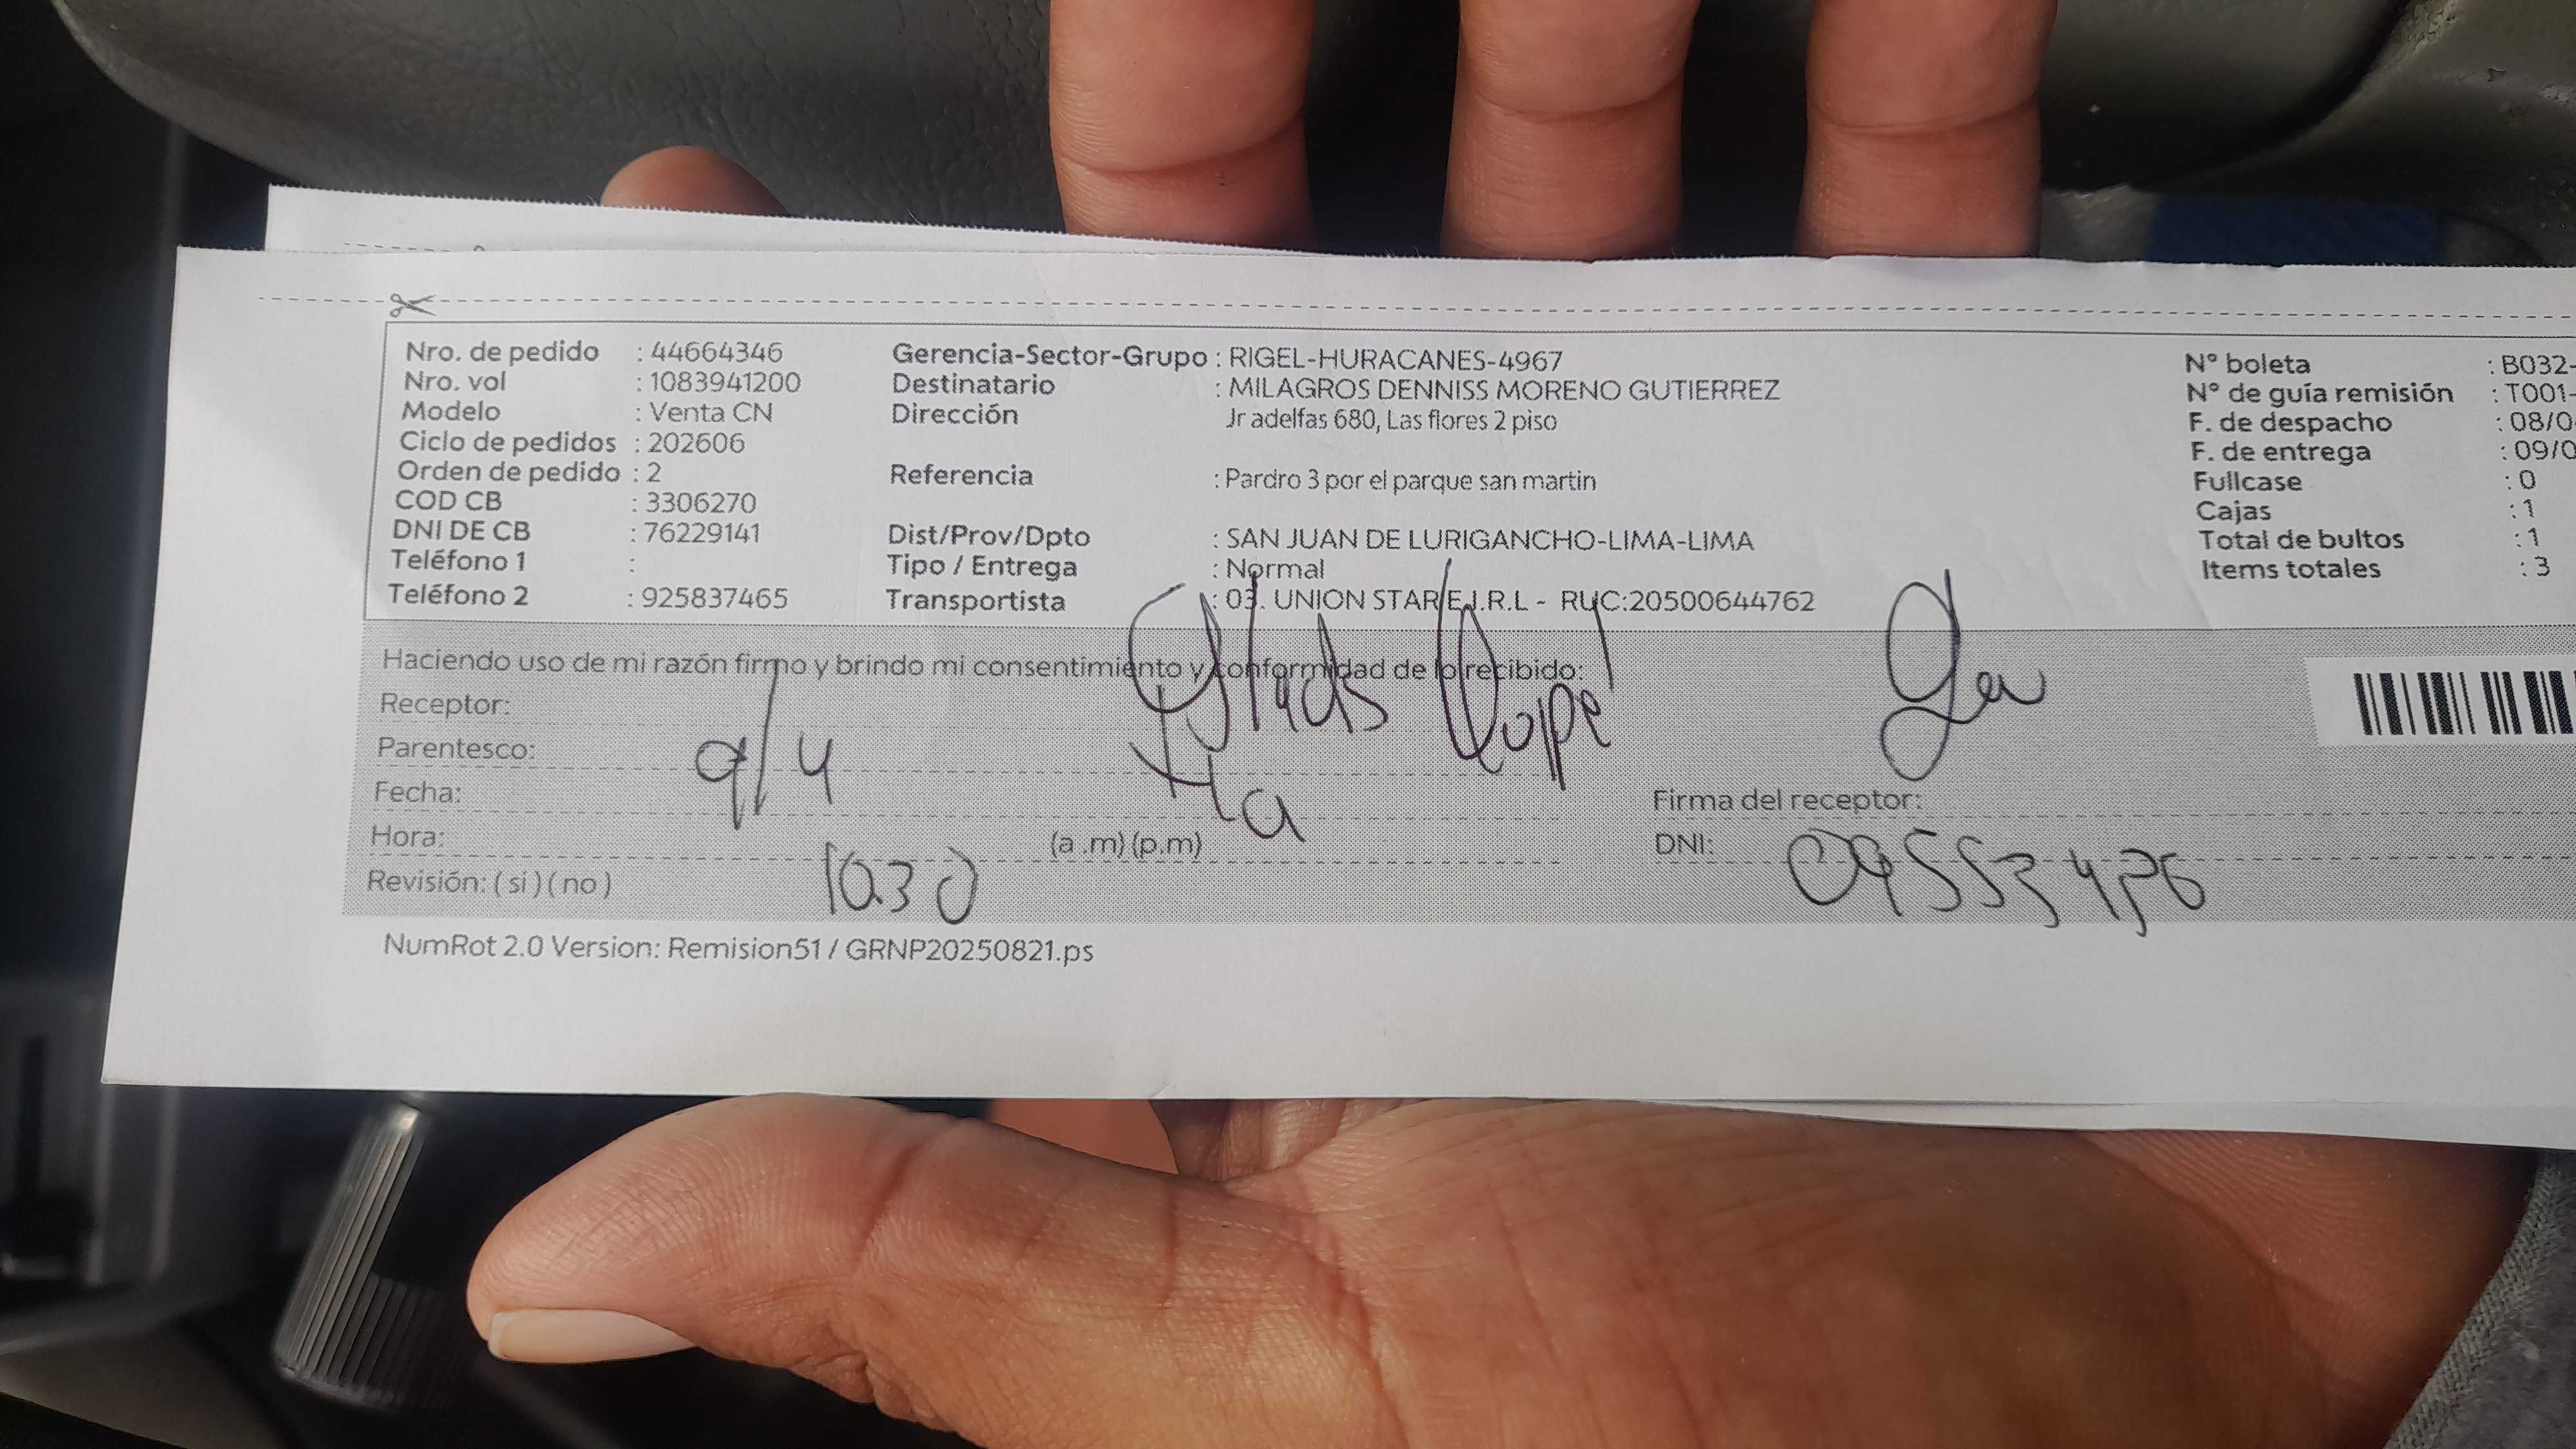 Nro. de pedido : 44664346
Nro. vol : 1083941200
Modelo : Venta CN
Ciclo de pedidos : 202606
Orden de pedido : 2
COD CB : 3306270
DNI DE CB : 76229141
Teléfono 1 :
Teléfono 2 : 925837465
Gerencia-Sector-Grupo : RIGEL-HURACANES-4967
Destinatario : MILAGROS DENNISS MORENO GUTIERREZ
Dirección Jr adelfas 680, Las flores 2 piso
Referencia : Pardro 3 por el parque san martin
Dist/Prov/Dpto : SAN JUAN DE LURIGANCHO-LIMA-LIMA
Tipo / Entrega : Normal
Transportista : 03. UNION STAR E.I.R.L - RUC:20500644762
N° boleta : B032-
N° de guía remisión : T001-
F. de despacho : 08/0
F. de entrega : 09/0
Fullcase : 0
Cajas : 1
Total de bultos : 1
Items totales : 3
Haciendo uso de mi razón firmo y brindo mi consentimiento y conformidad de lo recibido:
Receptor:
Parentesco:
Fecha: 9/4
Hora: 10.30 (a .m) (p.m)
Revisión: ( si ) ( no )
Firma del receptor:
DNI:
NumRot 2.0 Version: Remision51 / GRNP20250821.ps